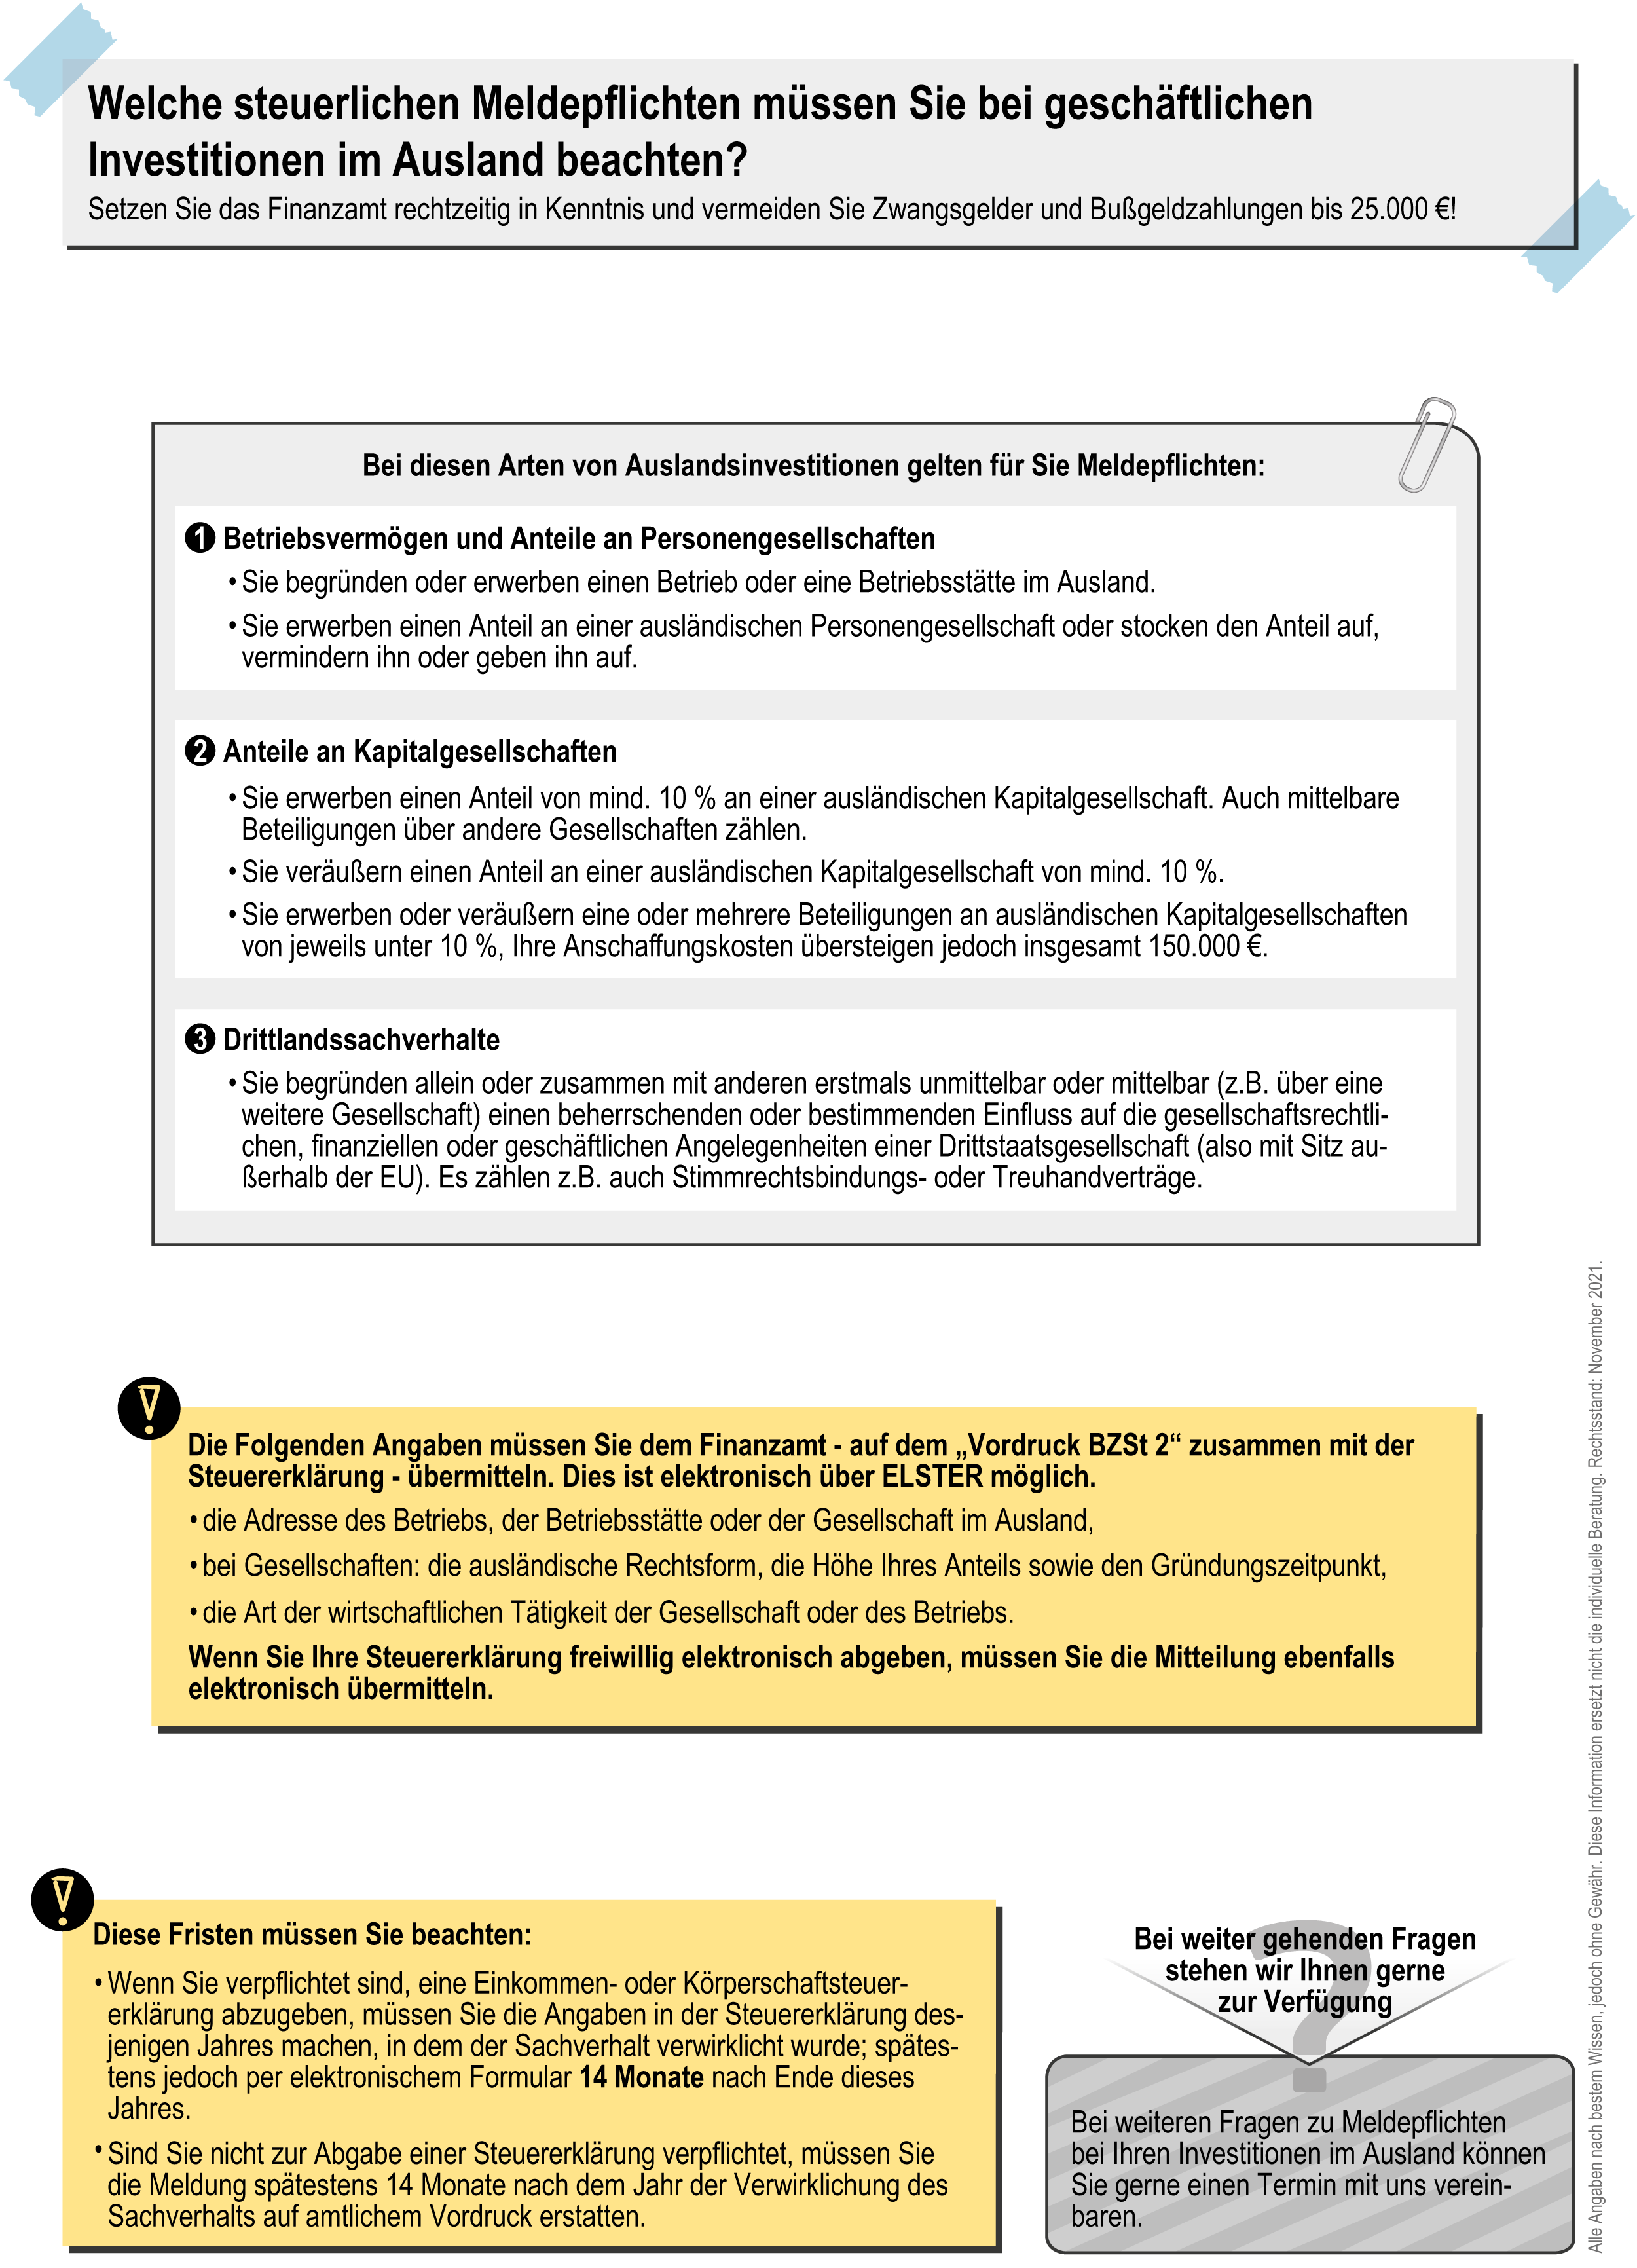 Welche steuerlichen Meldepflichten müssen Sie bei geschäftlichen
Investitionen im Ausland beachten?
Setzen Sie das Finanzamt rechtzeitig in Kenntnis und vermeiden Sie Zwangsgelder und Bußgeldzahlungen bis 25.000 €!
Bei diesen Arten von Auslandsinvestitionen gelten für Sie Meldepflichten:
1 Betriebsvermögen und Anteile an Personengesellschaften
• Sie begründen oder erwerben einen Betrieb oder eine Betriebsstätte im Ausland.
• Sie erwerben einen Anteil an einer ausländischen Personengesellschaft oder stocken den Anteil auf,
vermindern ihn oder geben ihn auf.
2 Anteile an Kapitalgesellschaften
• Sie erwerben einen Anteil von mind. 10 % an einer ausländischen Kapitalgesellschaft. Auch mittelbare
Beteiligungen über andere Gesellschaften zählen.
• Sie veräußern einen Anteil an einer ausländischen Kapitalgesellschaft von mind. 10 %.
• Sie erwerben oder veräußern eine oder mehrere Beteiligungen an ausländischen Kapitalgesellschaften
von jeweils unter 10 %, Ihre Anschaffungskosten übersteigen jedoch insgesamt 150.000 €.
3 Drittlandssachverhalte
• Sie begründen allein oder zusammen mit anderen erstmals unmittelbar oder mittelbar (z.B. über eine
weitere Gesellschaft) einen beherrschenden oder bestimmenden Einfluss auf die gesellschaftsrechtli-
chen, finanziellen oder geschäftlichen Angelegenheiten einer Drittstaatsgesellschaft (also mit Sitz au-
ßerhalb der EU). Es zählen z.B. auch Stimmrechtsbindungs- oder Treuhandverträge.
!
Die Folgenden Angaben müssen Sie dem Finanzamt - auf dem „Vordruck BZSt 2“ zusammen mit der
Steuererklärung - übermitteln. Dies ist elektronisch über ELSTER möglich.
• die Adresse des Betriebs, der Betriebsstätte oder der Gesellschaft im Ausland,
• bei Gesellschaften: die ausländische Rechtsform, die Höhe Ihres Anteils sowie den Gründungszeitpunkt,
• die Art der wirtschaftlichen Tätigkeit der Gesellschaft oder des Betriebs.
Wenn Sie Ihre Steuererklärung freiwillig elektronisch abgeben, müssen Sie die Mitteilung ebenfalls
elektronisch übermitteln.
!
Diese Fristen müssen Sie beachten:
• Wenn Sie verpflichtet sind, eine Einkommen- oder Körperschaftsteuer-
erklärung abzugeben, müssen Sie die Angaben in der Steuererklärung des-
jenigen Jahres machen, in dem der Sachverhalt verwirklicht wurde; spätes-
tens jedoch per elektronischem Formular 14 Monate nach Ende dieses
Jahres.
• Sind Sie nicht zur Abgabe einer Steuererklärung verpflichtet, müssen Sie
die Meldung spätestens 14 Monate nach dem Jahr der Verwirklichung des
Sachverhalts auf amtlichem Vordruck erstatten.
?
Bei weiter gehenden Fragen
stehen wir Ihnen gerne
zur Verfügung
Bei weiteren Fragen zu Meldepflichten
bei Ihren Investitionen im Ausland können
Sie gerne einen Termin mit uns verein-
baren.
Alle Angaben nach bestem Wissen, jedoch ohne Gewähr. Diese Information ersetzt nicht die individuelle Beratung. Rechtsstand: November 2021.